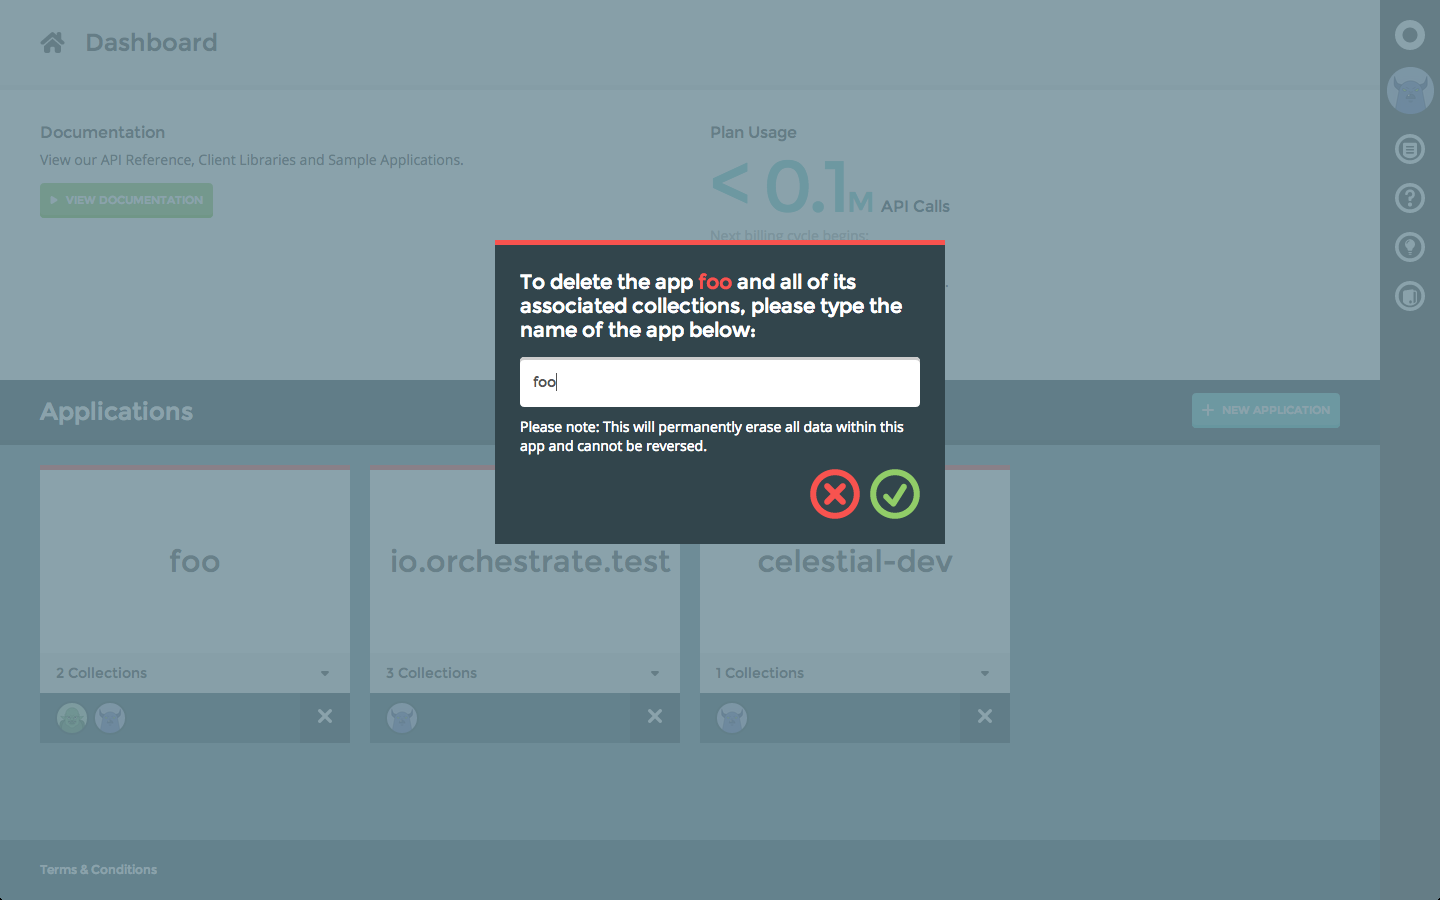 Dashboard
Documentation
View our API Reference, Client Libraries and Sample Applications.
VIEW DOCUMENTATION
Plan Usage
< 0.1M API Calls
Next billing cycle begins:
To delete the app foo and all of its
associated collections, please type the
name of the app below:
foo
Please note: This will permanently erase all data within this
app and cannot be reversed.
Applications
NEW APPLICATION
foo
io.orchestrate.test
celestial-dev
2 Collections
3 Collections
1 Collections
Terms & Conditions